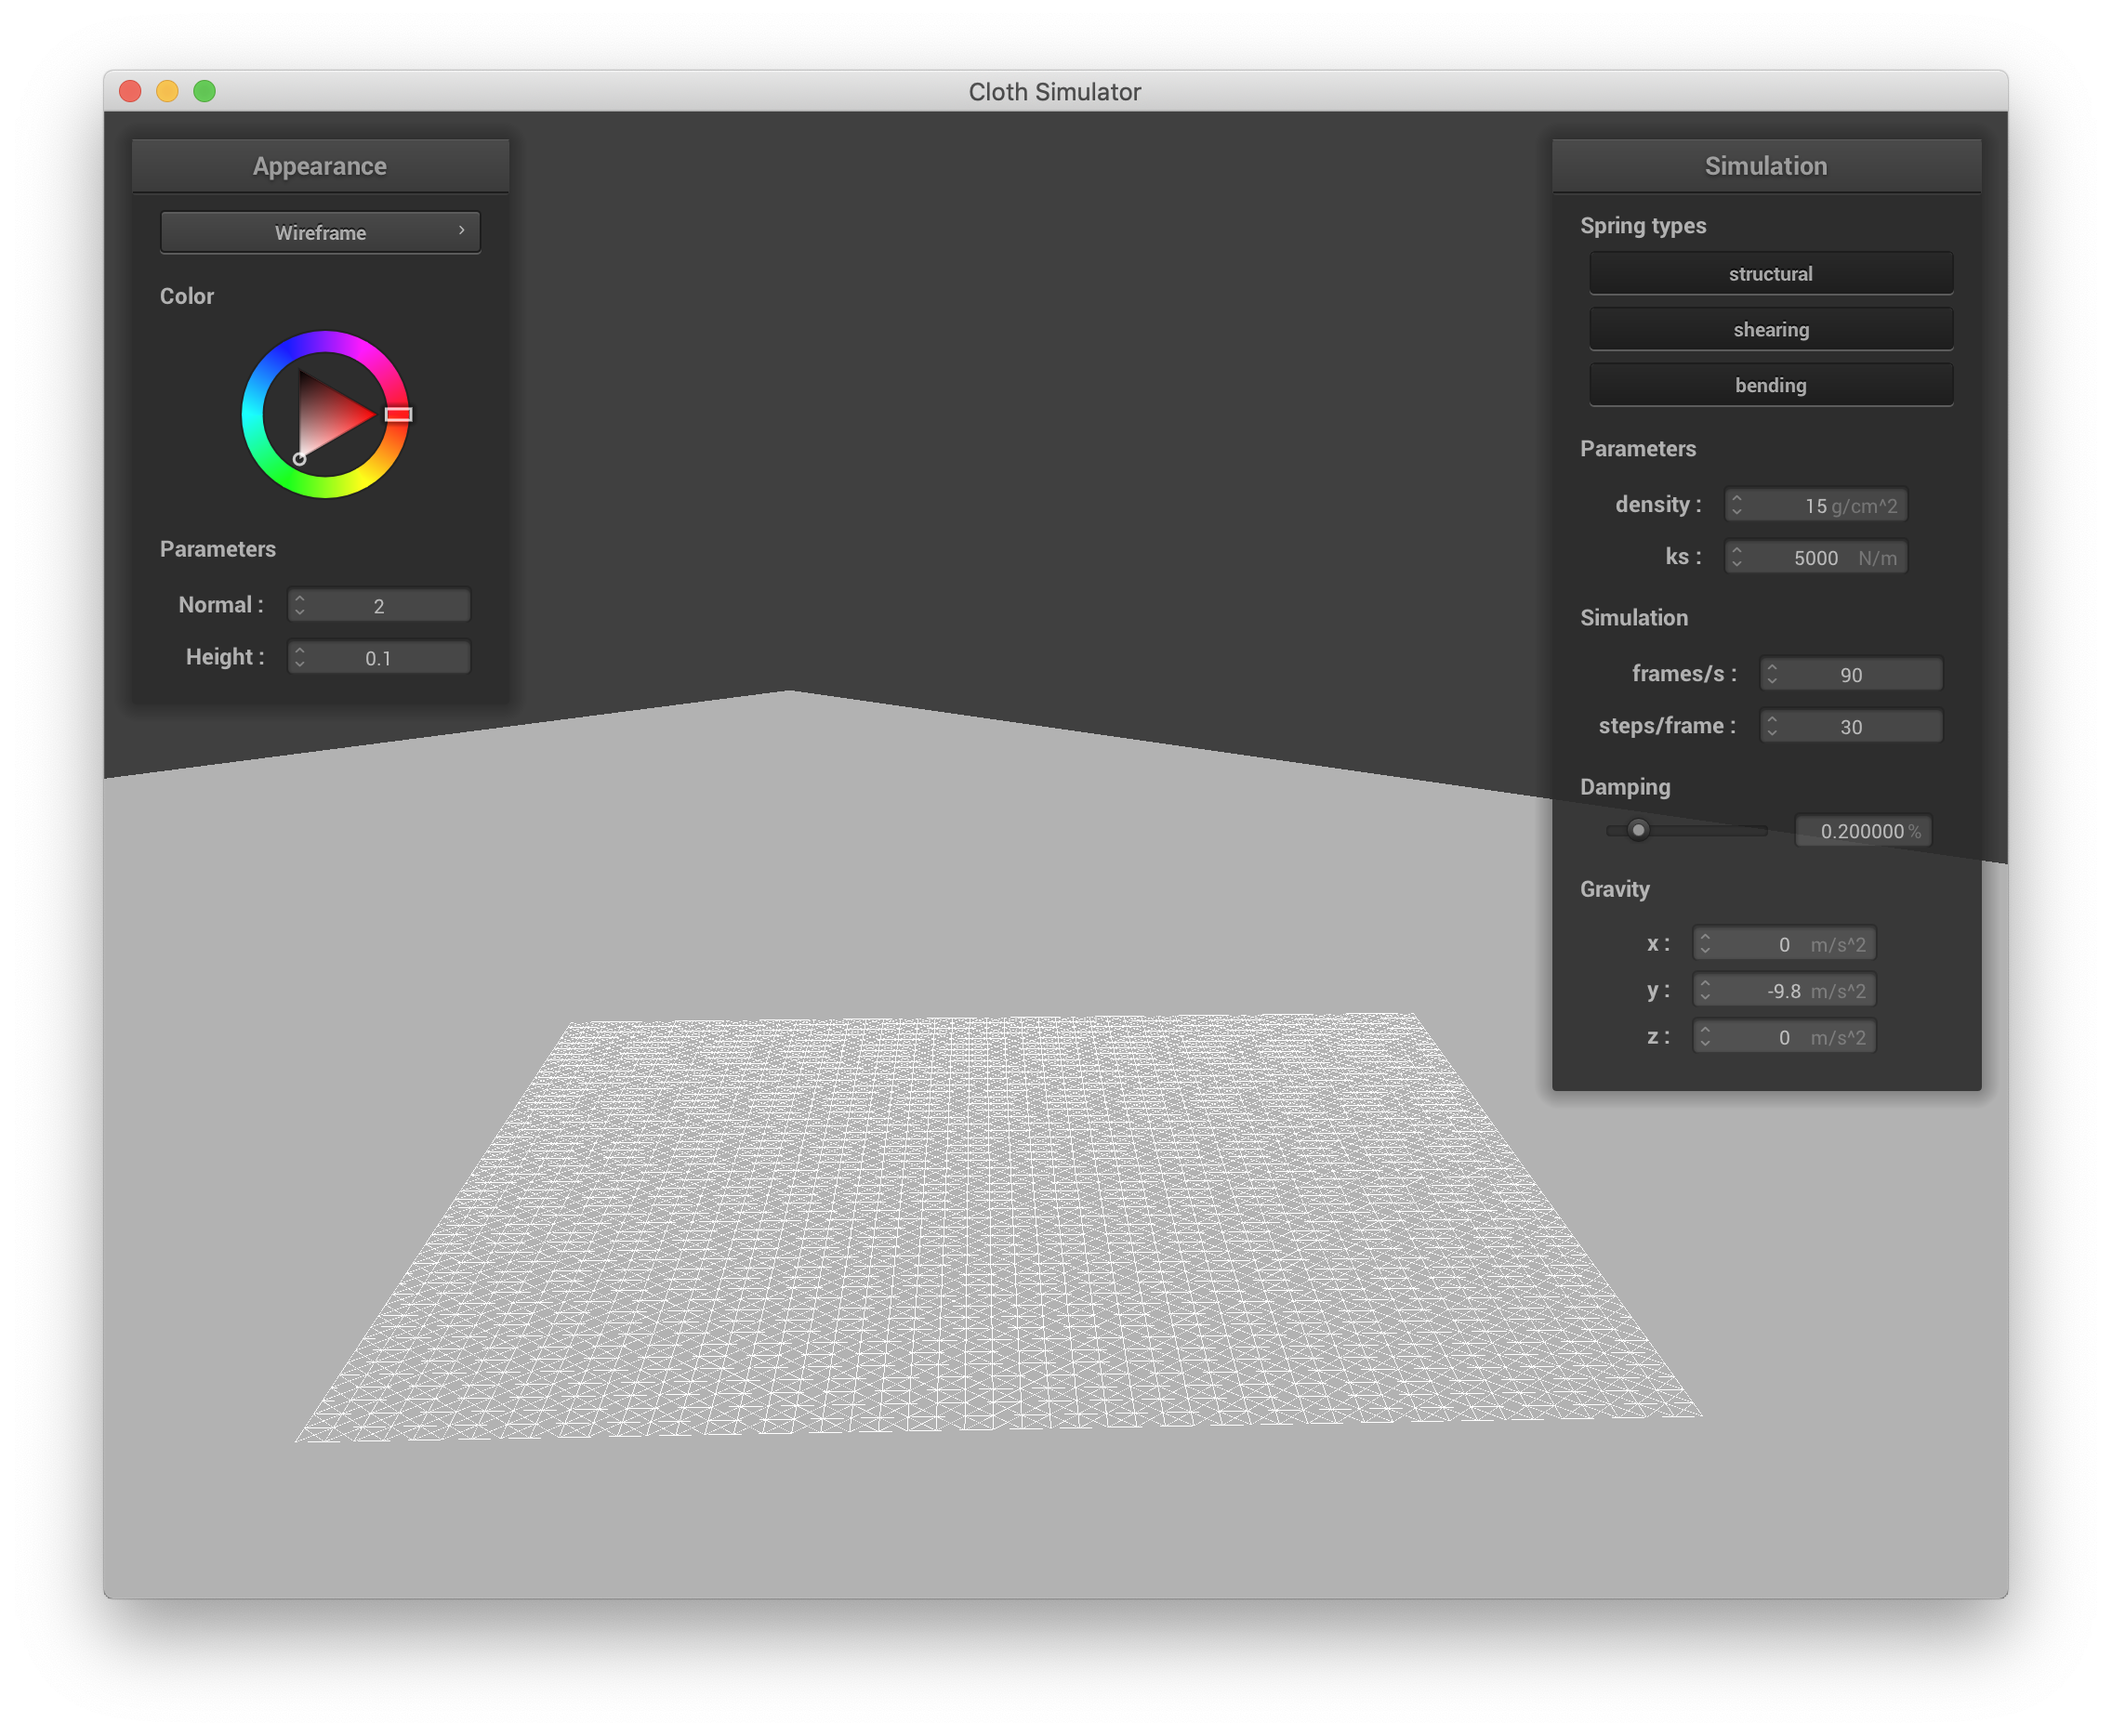 Cloth Simulator
Appearance
Wireframe
Color
Parameters
Normal : 2
Height : 0.1
Simulation
Spring types
structural
shearing
bending
Parameters
density : 15 g/cm^2
ks : 5000 N/m
Simulation
frames/s : 90
steps/frame : 30
Damping
0.200000 %
Gravity
x : 0 m/s^2
y : -9.8 m/s^2
z : 0 m/s^2